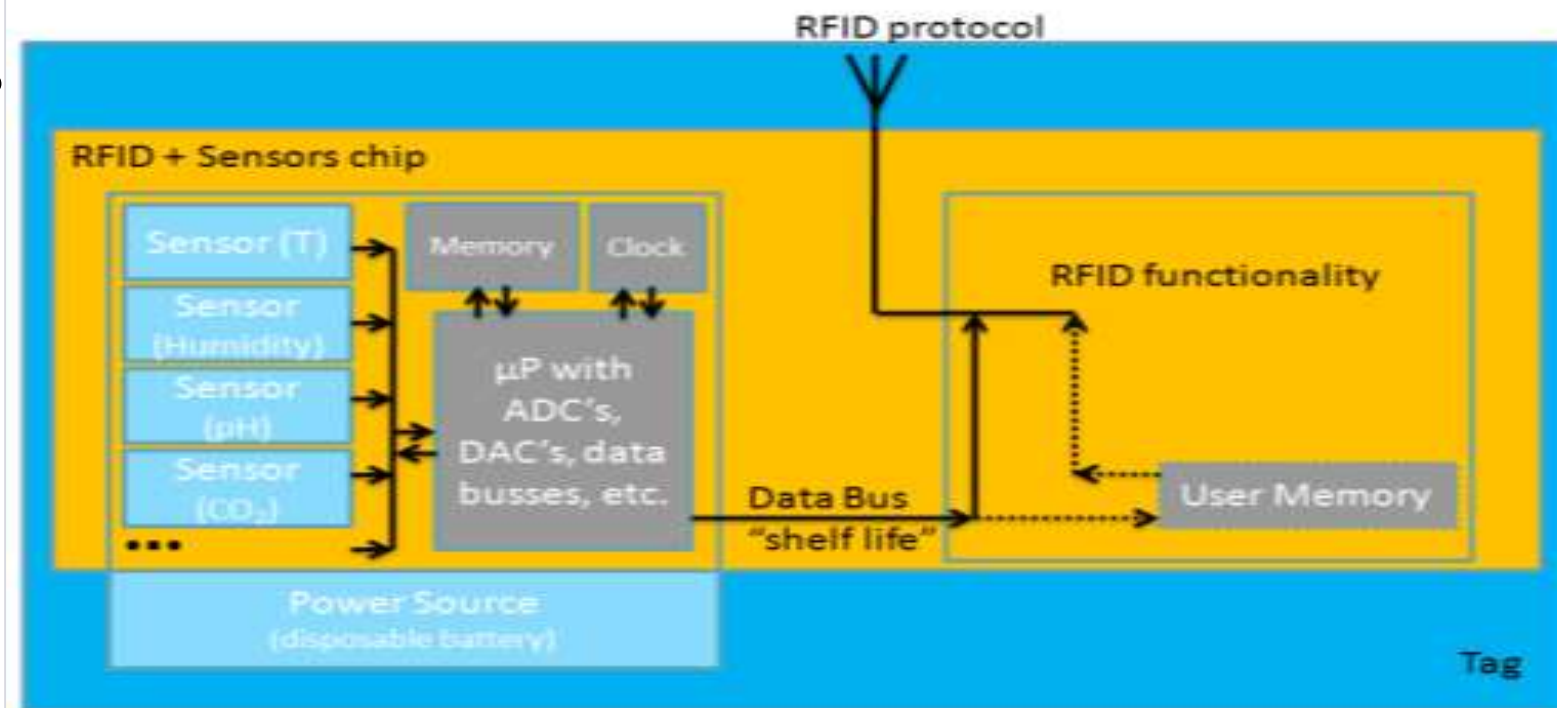 RFID protocol
RFID + Sensors chip
Sensor (T)
Sensor
(Humidity)
Sensor
(pH)
Sensor
(CO₂)
•••
Memory
Clock
µP with
ADC's,
DAC's, data
busses, etc.
Data Bus
"shelf life"
RFID functionality
User Memory
Power Source
(disposable battery)
Tag